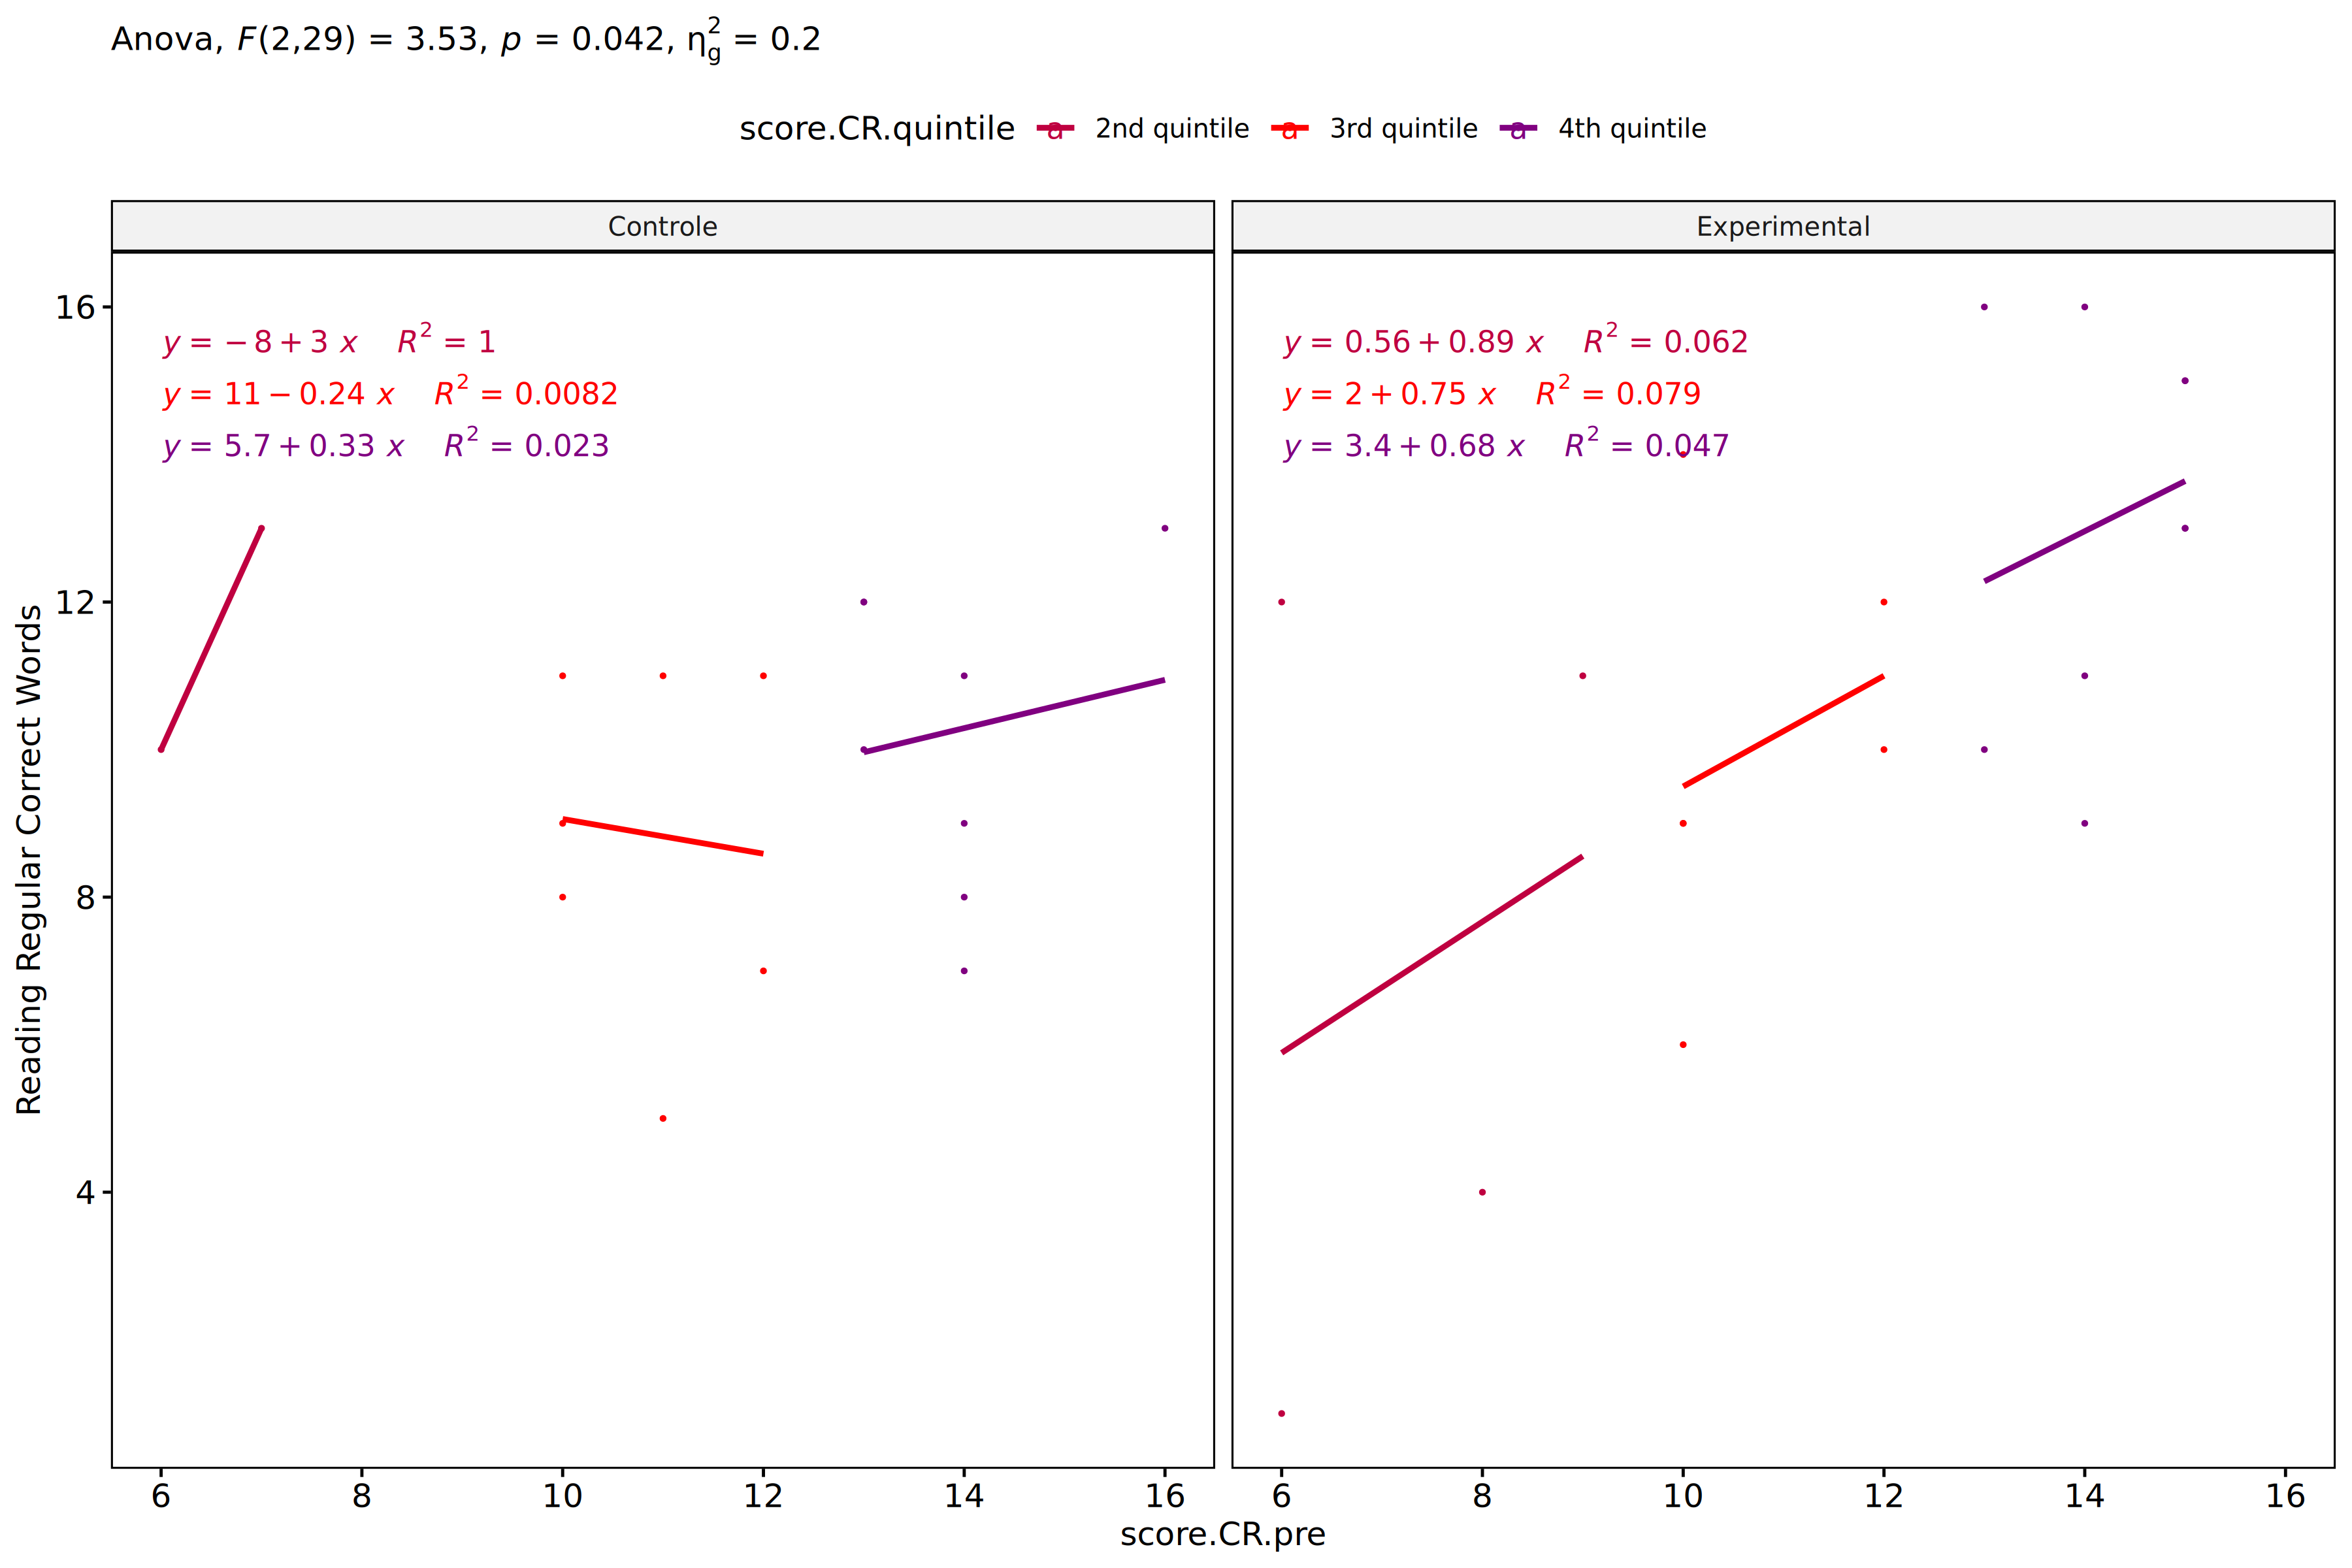 Anova, F(2,29) = 3.53, p = 0.042, η²g = 0.2
score.CR.quintile a 2nd quintile a 3rd quintile a 4th quintile
Controle Experimental
y = −8 + 3 x R² = 1
y = 11 − 0.24 x R² = 0.0082
y = 5.7 + 0.33 x R² = 0.023
y = 0.56 + 0.89 x R² = 0.062
y = 2 + 0.75 x R² = 0.079
y = 3.4 + 0.68 x R² = 0.047
Reading Regular Correct Words
16
12
8
4
6 8 10 12 14 16 6 8 10 12 14 16
score.CR.pre